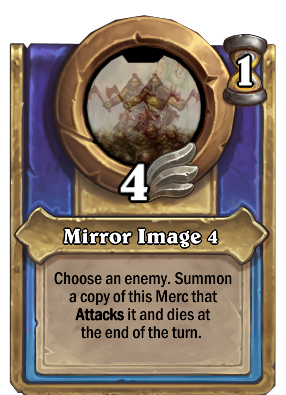 1
4
Mirror Image 4
Choose an enemy. Summon
a copy of this Merc that
Attacks it and dies at
the end of the turn.